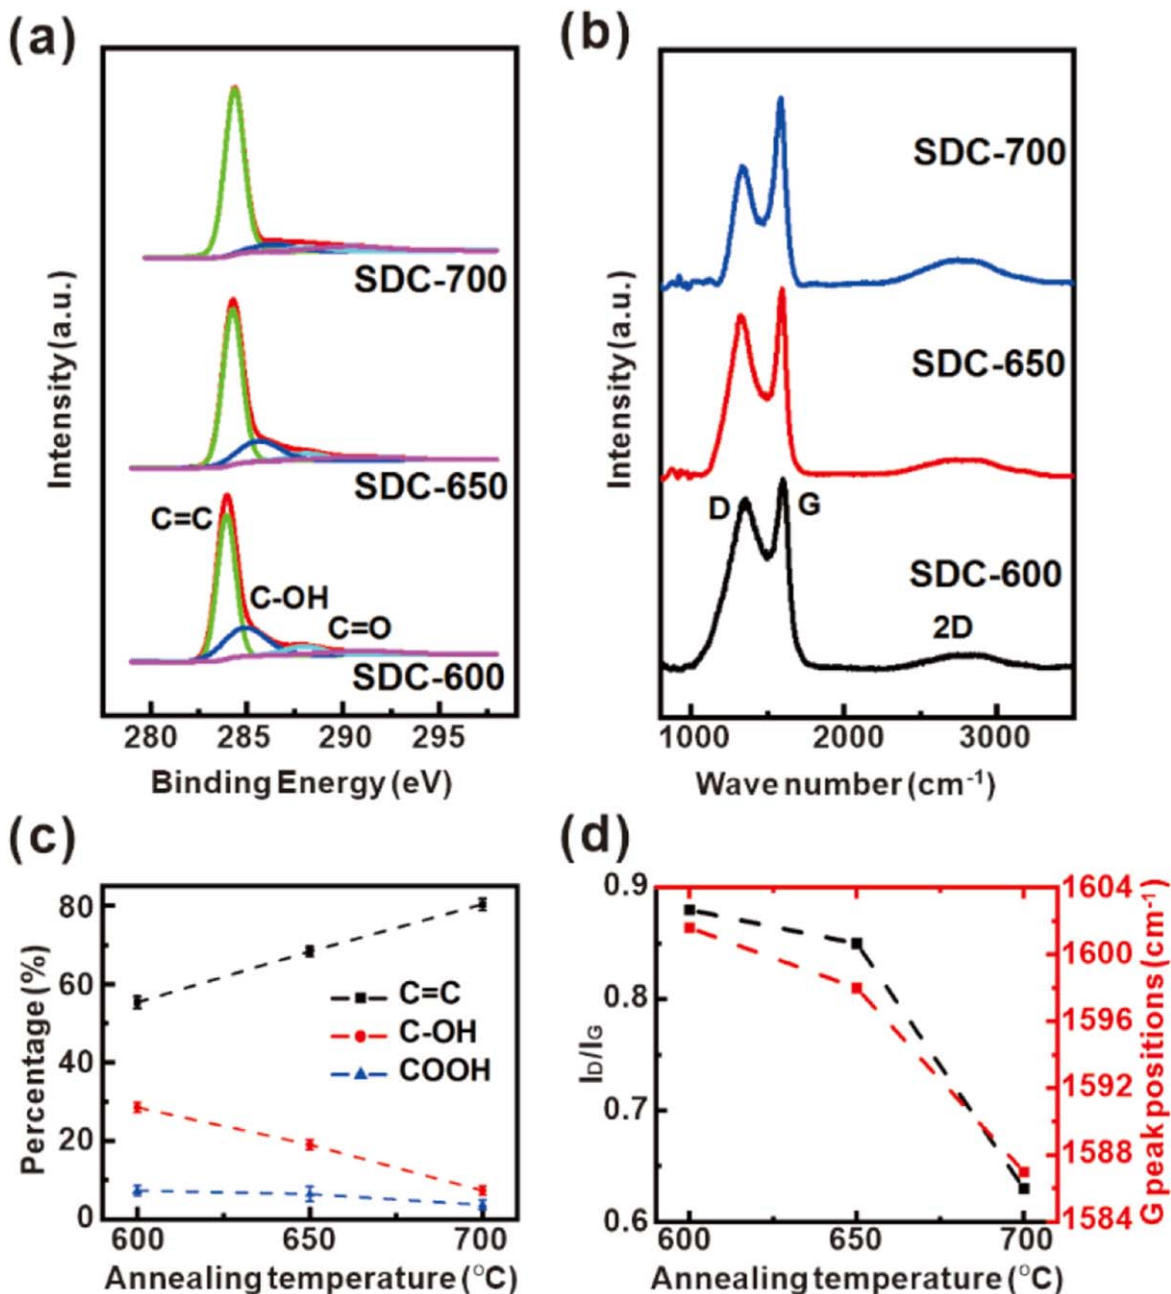 (a)
Intensity (a.u.)
SDC-700
SDC-650
C=C
C-OH
C=O
SDC-600
280 285 290 295
Binding Energy (eV)
(b)
Intensity (a.u.)
SDC-700
SDC-650
D G
SDC-600
2D
1000 2000 3000
Wave number (cm⁻¹)
(c)
Percentage (%)
80
60
40
20
0
C=C
C-OH
COOH
600 650 700
Annealing temperature (°C)
(d)
I_D/I_G
0.9
0.8
0.7
0.6
1604
1600
1596
1592
1588
1584
G peak positions (cm⁻¹)
600 650 700
Annealing temperature (°C)